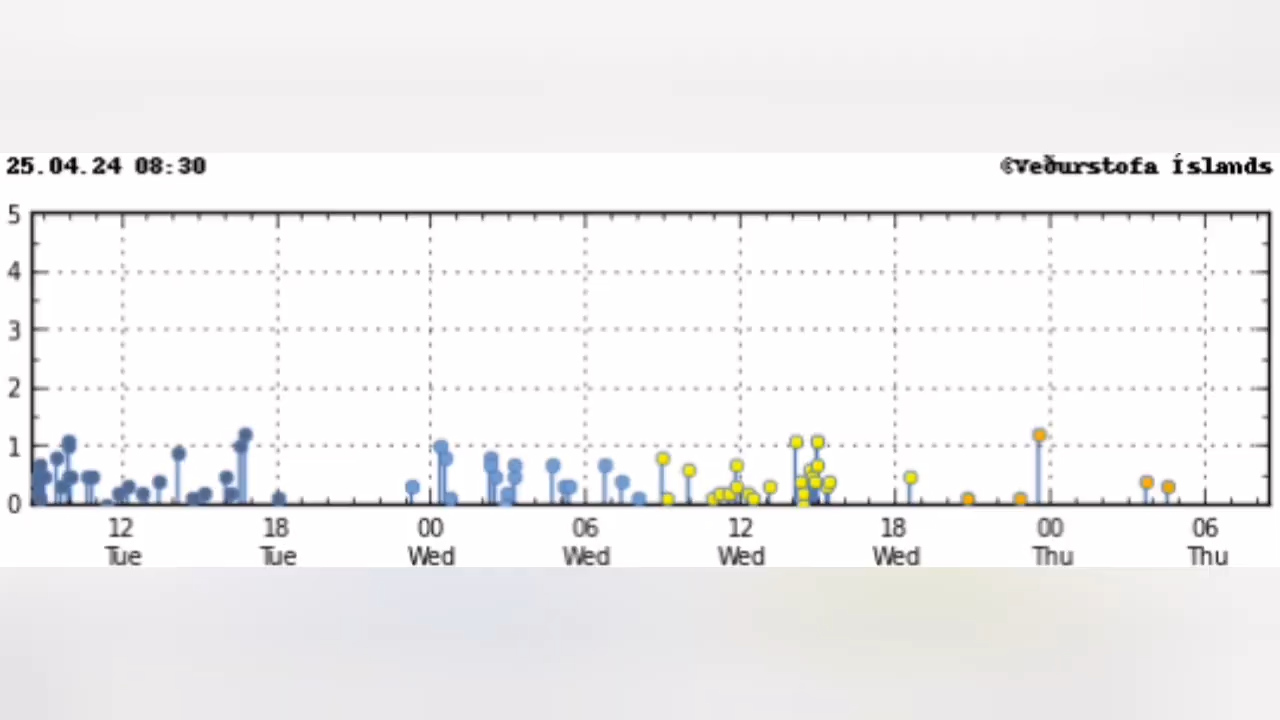 25.04.24 08:30 ©Veðurstofa Íslands
5
4
3
2
1
0
12 18 00 06 12 18 00 06
Tue Tue Wed Wed Wed Wed Thu Thu